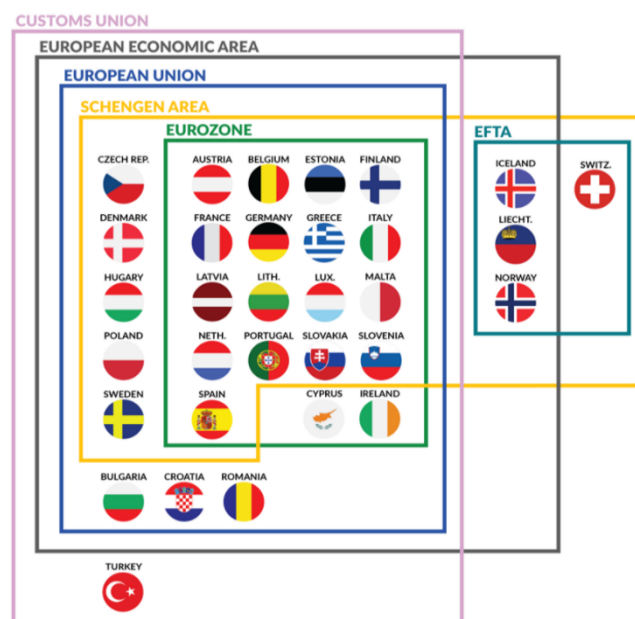 CUSTOMS UNION
EUROPEAN ECONOMIC AREA
EUROPEAN UNION
SCHENGEN AREA
EUROZONE
EFTA
CZECH REP. AUSTRIA BELGIUM ESTONIA FINLAND ICELAND SWITZ.
DENMARK FRANCE GERMANY GREECE ITALY LIECHT.
HUGARY LATVIA LITH. LUX. MALTA NORWAY
POLAND NETH. PORTUGAL SLOVAKIA SLOVENIA
SWEDEN SPAIN CYPRUS IRELAND
BULGARIA CROATIA ROMANIA
TURKEY